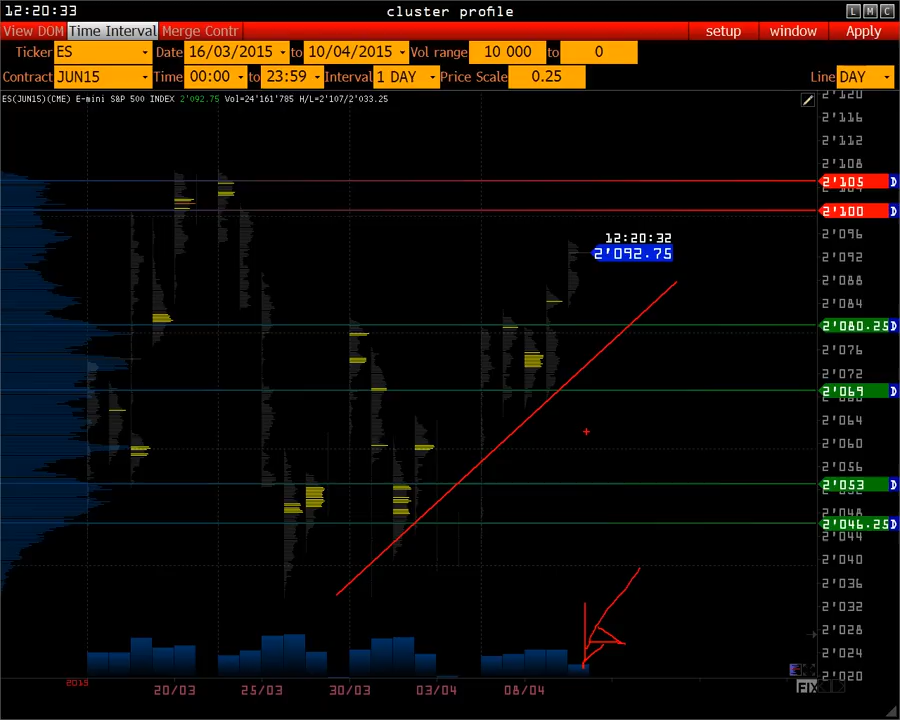 12:20:33
cluster profile
L M C
View DOM Time Interval Merge Contr
setup window Apply
Ticker ES Date 16/03/2015 to 10/04/2015 Vol range 10 000 to 0
Contract JUN15 Time 00:00 to 23:59 Interval 1 DAY Price Scale 0.25 Line DAY
ES(JUN15)(CME) E-mini S&P 500 INDEX 2'092.75 Vol=24'161'785 H/L=2'107/2'033.25
2'120
2'116
2'112
2'108
2'105 D
2'100 D
2'096
12:20:32
2'092.75
2'092
2'088
2'084
2'080.25 D
2'076
2'072
2'069 D
2'064
2'060
2'056
2'053 D
2'048
2'046.25 D
2'044
2'040
2'036
2'032
2'028
2'024
2'020
2015
20/03 25/03 30/03 03/04 08/04
FIX